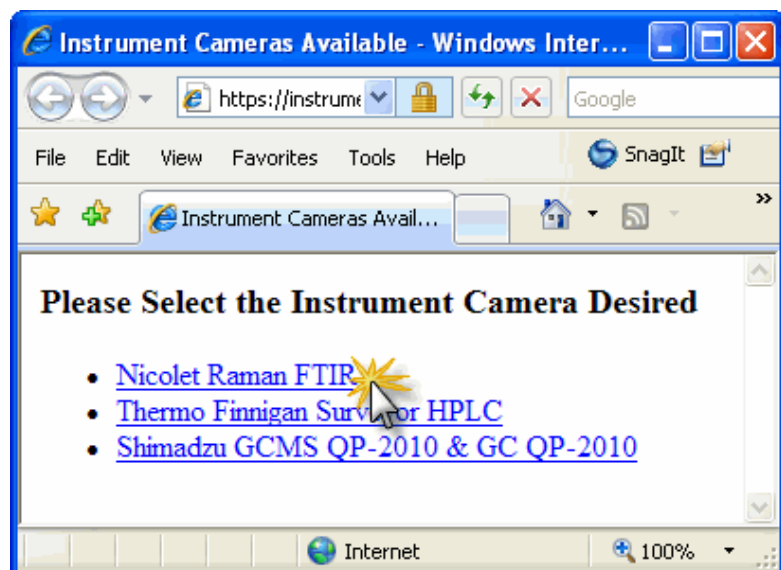 Instrument Cameras Available - Windows Inter...
https://instrume
Google
File Edit View Favorites Tools Help SnagIt
Instrument Cameras Avail... »
Please Select the Instrument Camera Desired
• Nicolet Raman FTIR
• Thermo Finnigan Surveyor HPLC
• Shimadzu GCMS QP-2010 & GC QP-2010
Internet 100%